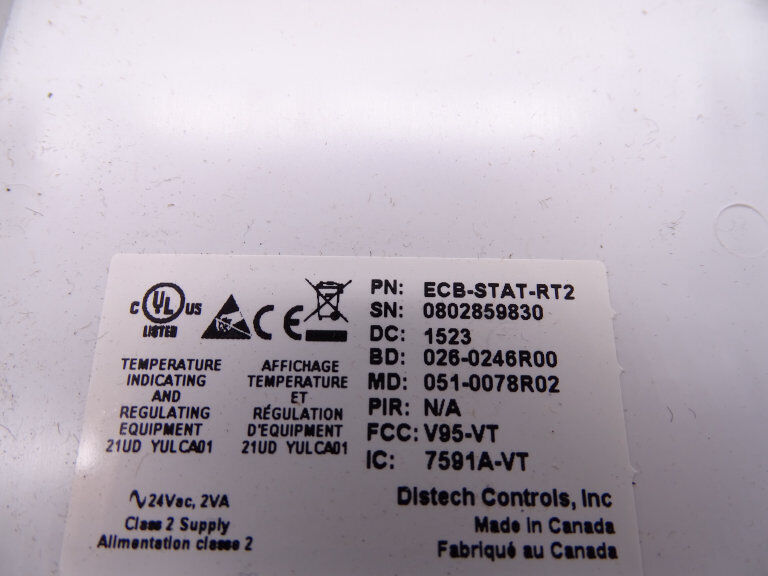 C UL US
LISTED
CE
PN: ECB-STAT-RT2
SN: 0802859830
DC: 1523
BD: 026-0246R00
MD: 051-0078R02
PIR: N/A
FCC: V95-VT
IC: 7591A-VT
TEMPERATURE
INDICATING
AND
REGULATING
EQUIPMENT
21UD YULCA01
AFFICHAGE
TEMPERATURE
ET
RÉGULATION
D'EQUIPMENT
21UD YULCA01
24Vac, 2VA
Class 2 Supply
Alimentation classe 2
Distech Controls, Inc
Made in Canada
Fabriqué au Canada